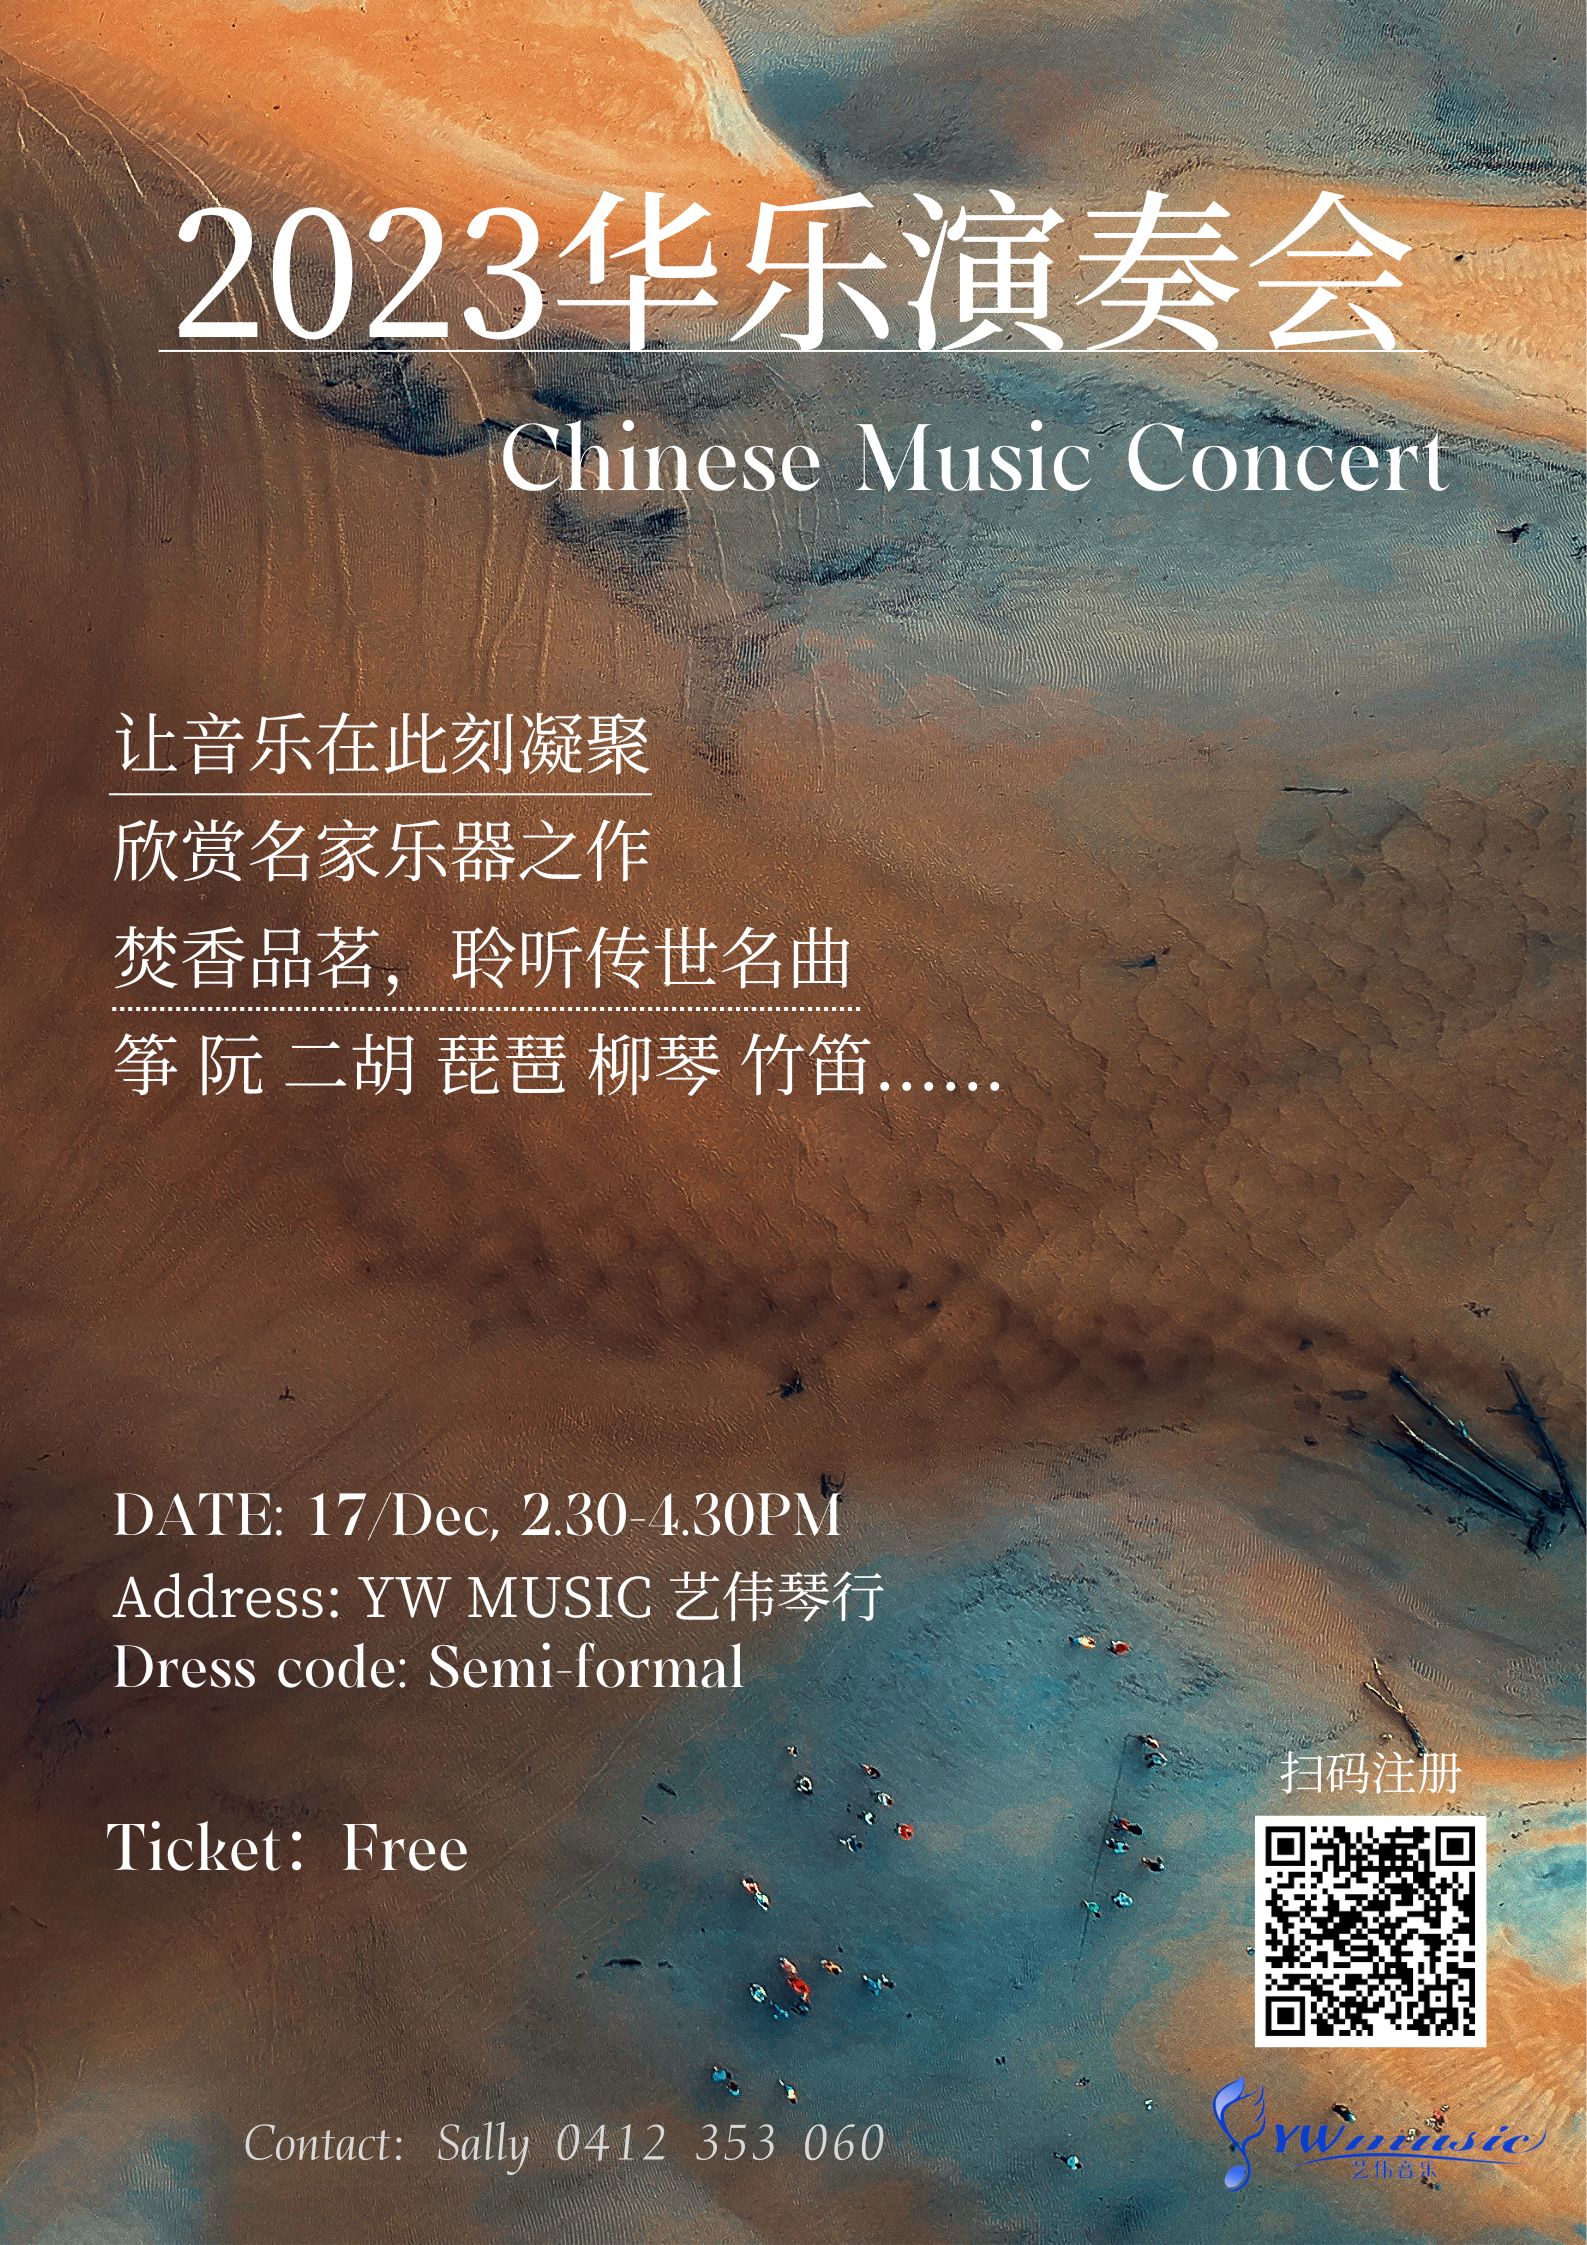 2023华乐演奏会
Chinese Music Concert
让音乐在此刻凝聚
欣赏名家乐器之作
焚香品茗，聆听传世名曲
筝 阮 二胡 琵琶 柳琴 竹笛......
DATE: 17/Dec, 2.30-4.30PM
Address: YW MUSIC 艺伟琴行
Dress code: Semi-formal
Ticket：Free
扫码注册
Contact： Sally 0412 353 060
YWmusic
艺伟音乐